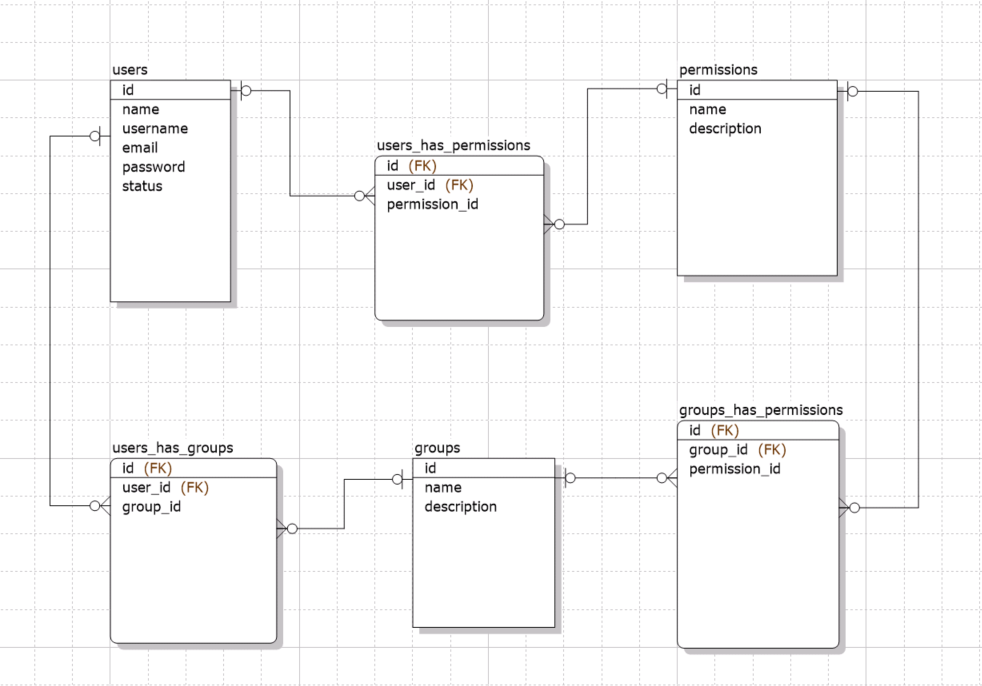 users
id
name
username
email
password
status
users_has_permissions
id (FK)
user_id (FK)
permission_id
permissions
id
name
description
users_has_groups
id (FK)
user_id (FK)
group_id
groups
id
name
description
groups_has_permissions
id (FK)
group_id (FK)
permission_id